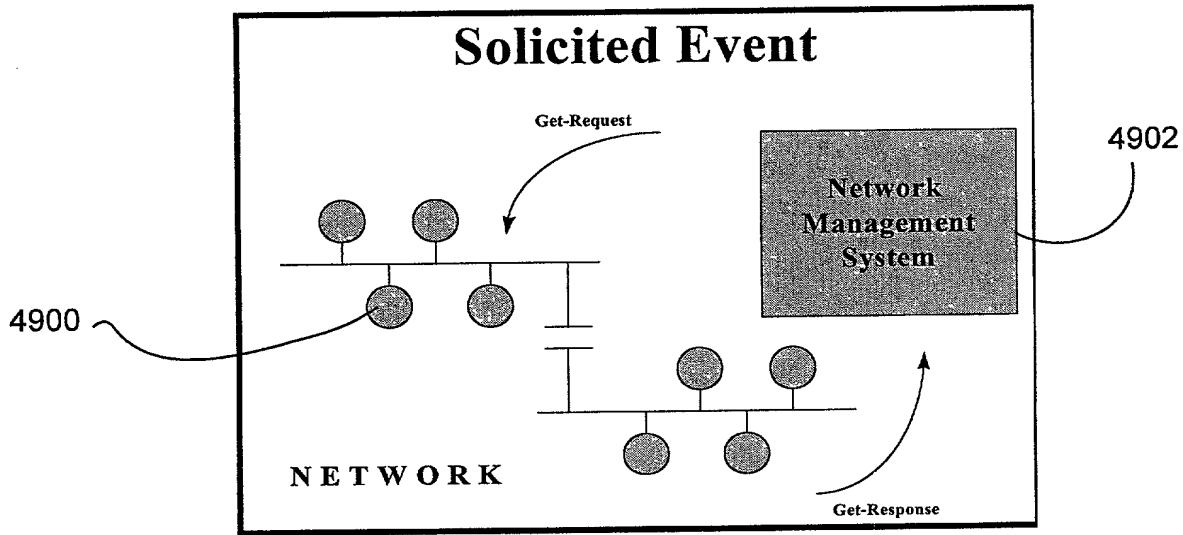 Solicited Event
Get-Request
4902
Network
Management
System
4900
NETWORK
Get-Response